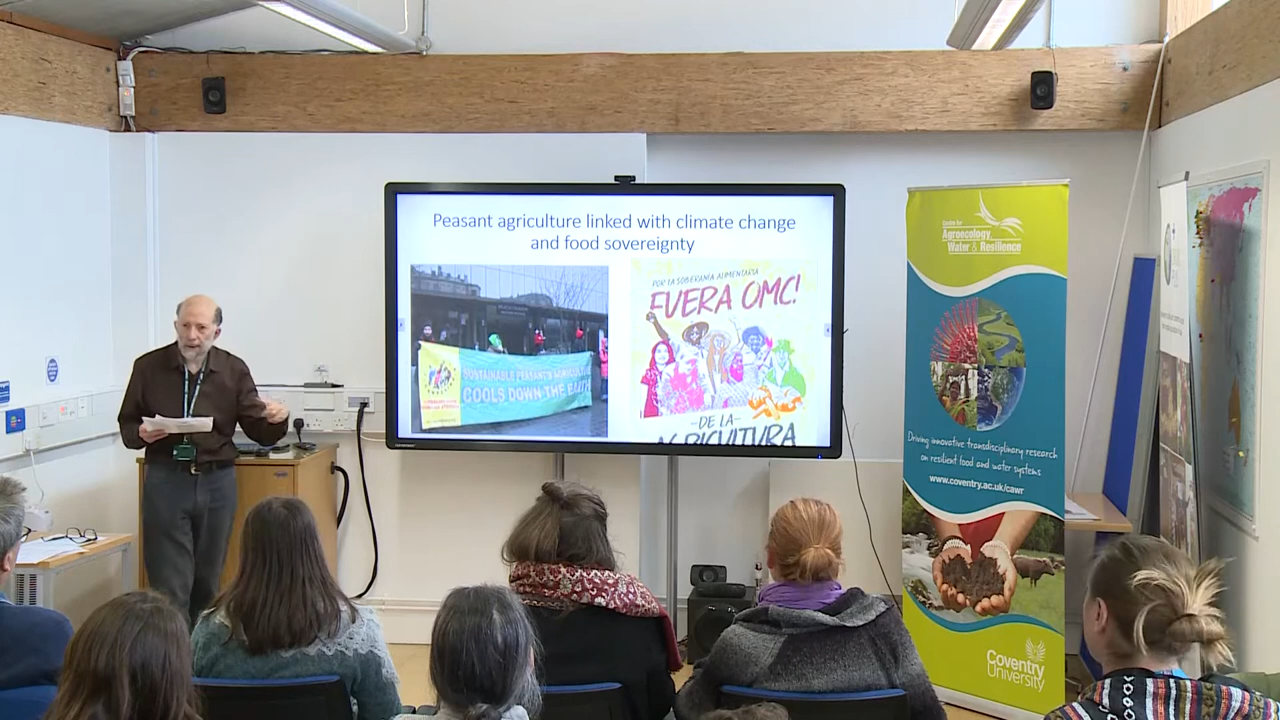 Peasant agriculture linked with climate change
and food sovereignty
SUSTAINABLE PEASANT'S AGRICULTURE
COOLS DOWN THE EARTH
POR LA SOBERANIA ALIMENTARIA
FUERA OMC!
-DE LA-
AGRICULTURA
Centre for
Agroecology,
Water & Resilience
Driving innovative transdisciplinary research
on resilient food and water systems
www.coventry.ac.uk/cawr
Coventry
University